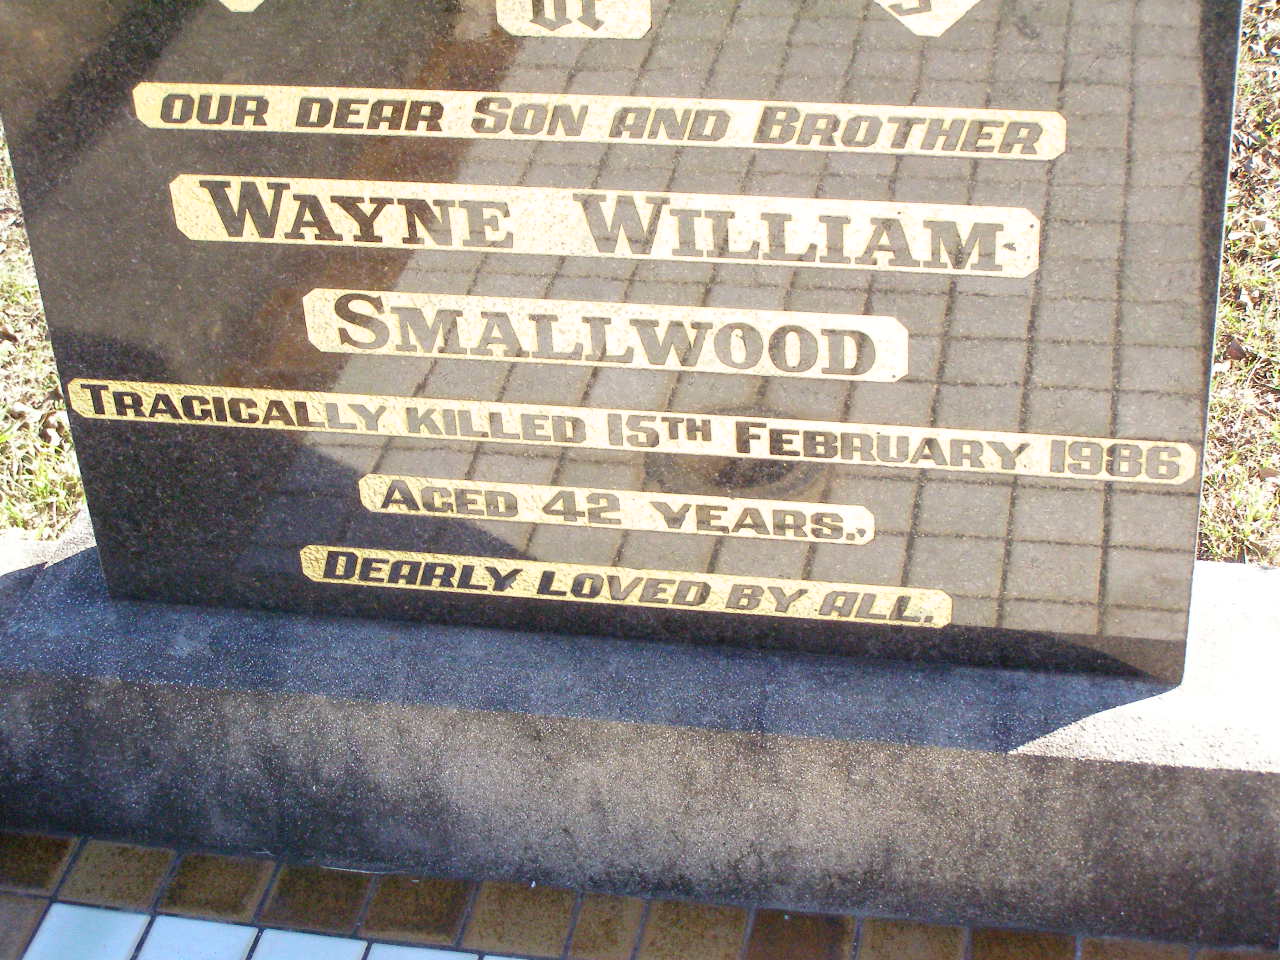 OUR DEAR SON AND BROTHER
WAYNE WILLIAM
SMALLWOOD
TRAGICALLY KILLED 15TH FEBRUARY 1986
AGED 42 YEARS.,
DEARLY LOVED BY ALL.